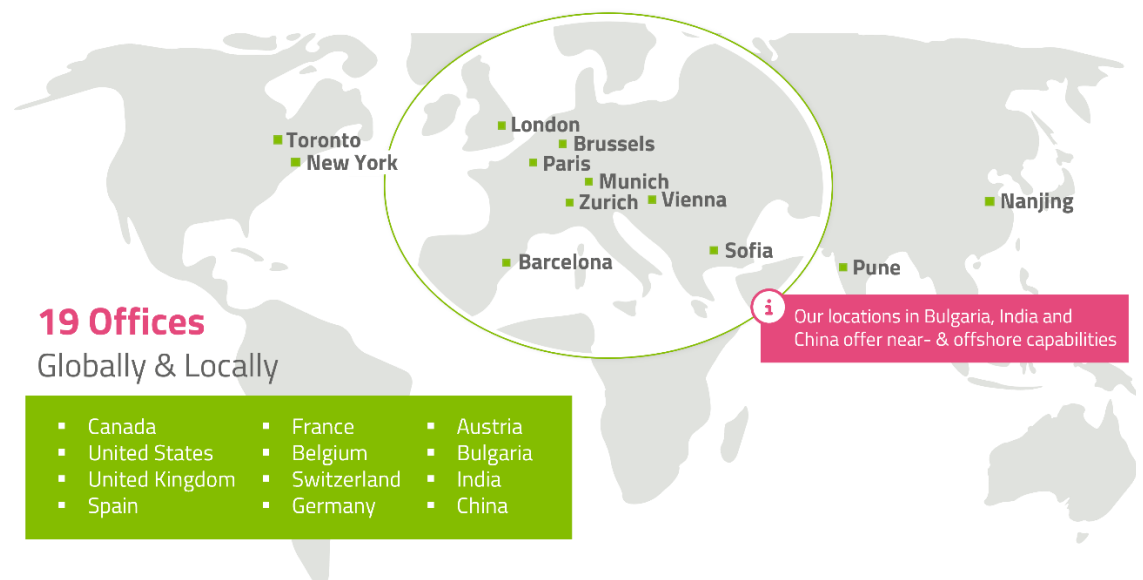 London
Toronto
Brussels
New York
Paris
Munich
Zurich
Vienna
Nanjing
Sofia
Barcelona
Pune
19 Offices
Globally & Locally
i
Our locations in Bulgaria, India and
China offer near- & offshore capabilities
Canada
United States
United Kingdom
Spain
France
Belgium
Switzerland
Germany
Austria
Bulgaria
India
China